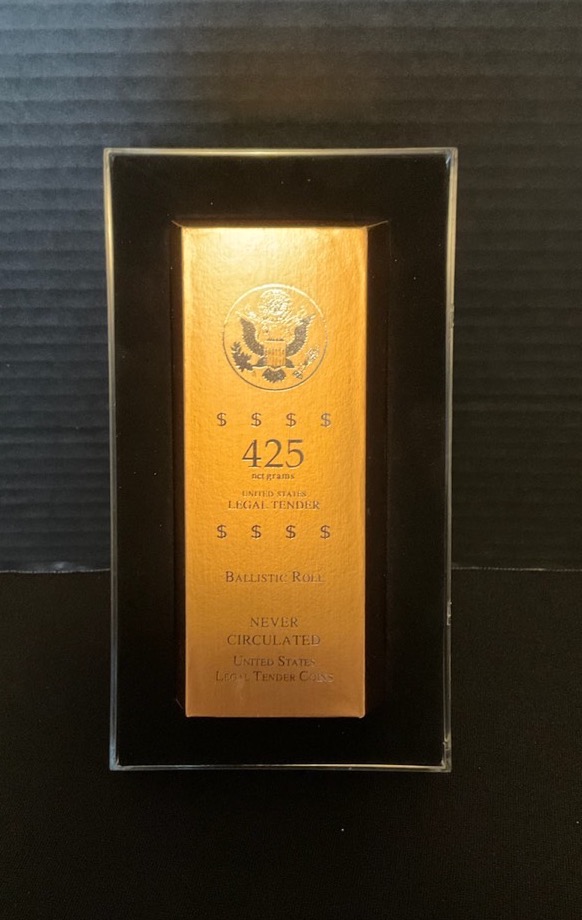 $ $ $ $
425
net grams
UNITED STATES
LEGAL TENDER
$ $ $ $
BALLISTIC ROLL
NEVER
CIRCULATED
UNITED STATES
LEGAL TENDER COINS